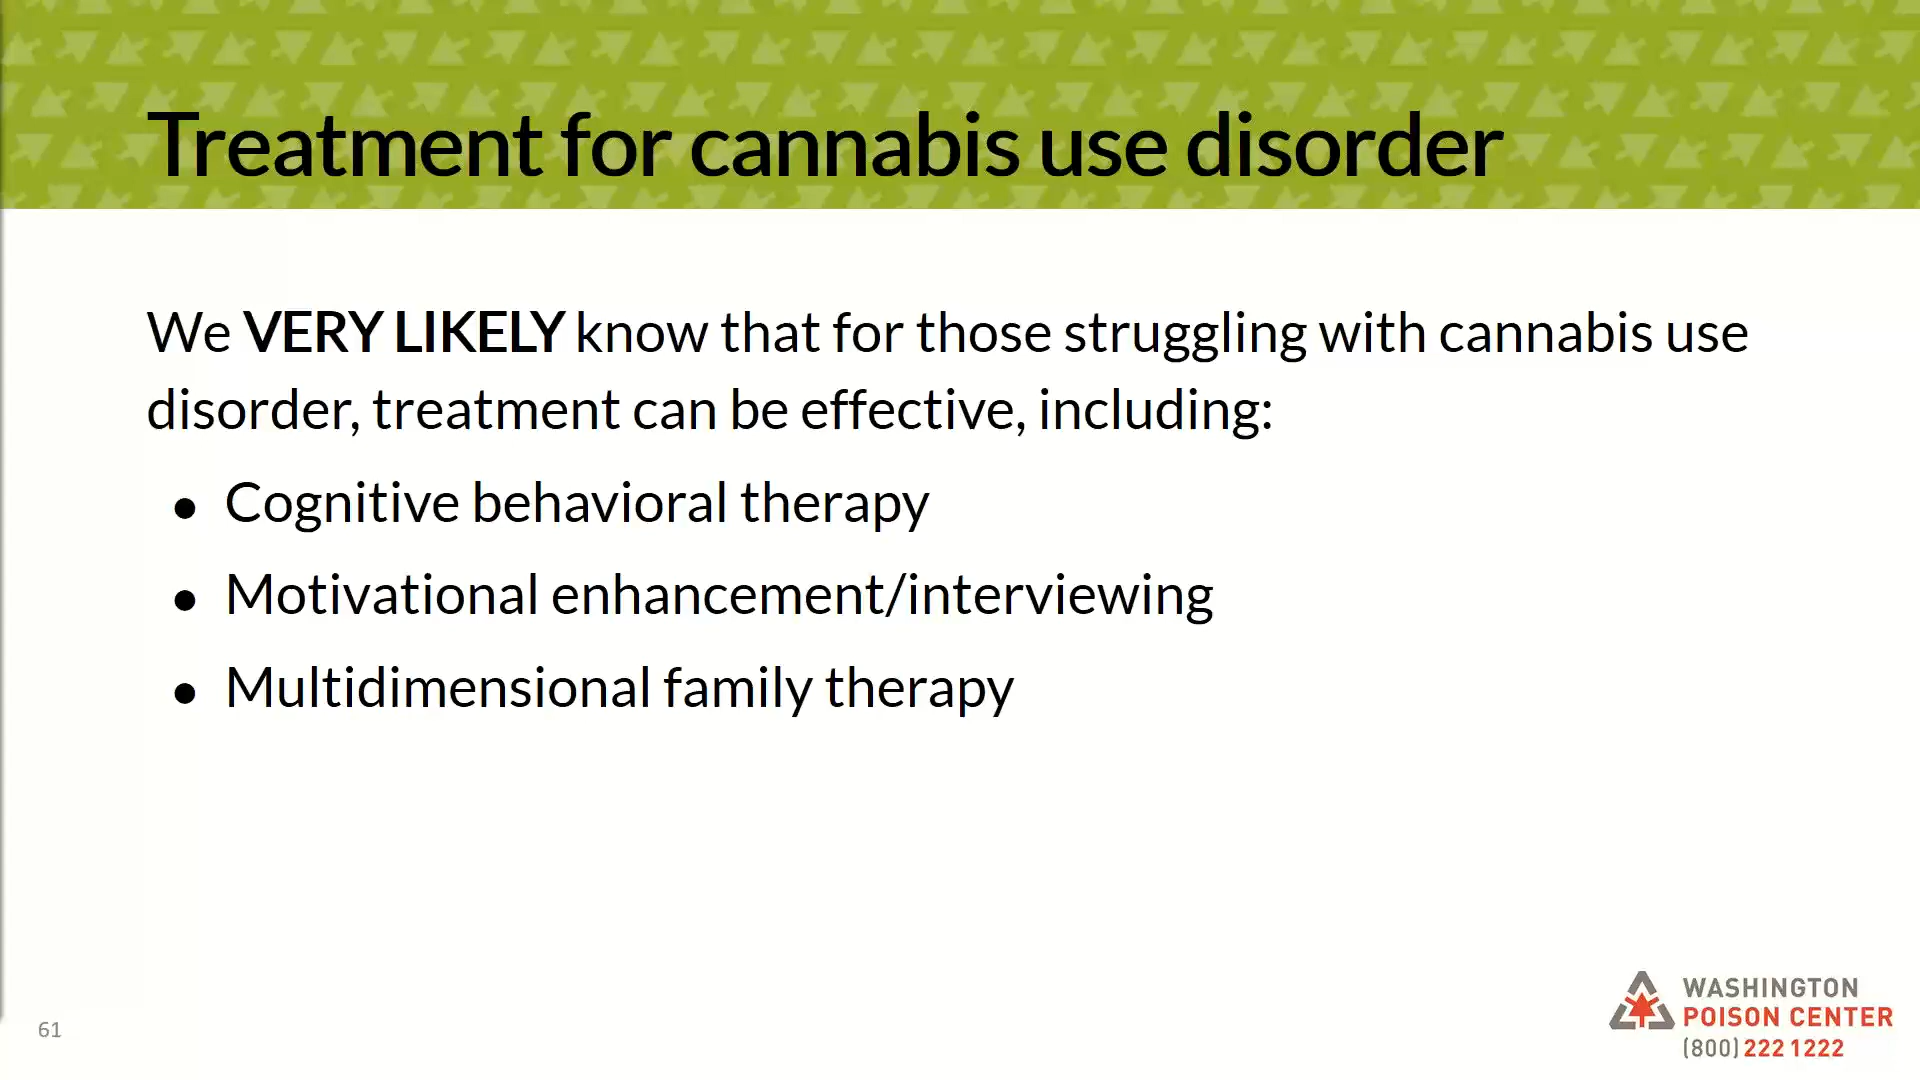 Treatment for cannabis use disorder
We VERY LIKELY know that for those struggling with cannabis use
disorder, treatment can be effective, including:
● Cognitive behavioral therapy
● Motivational enhancement/interviewing
● Multidimensional family therapy
61
WASHINGTON
POISON CENTER
(800) 222 1222